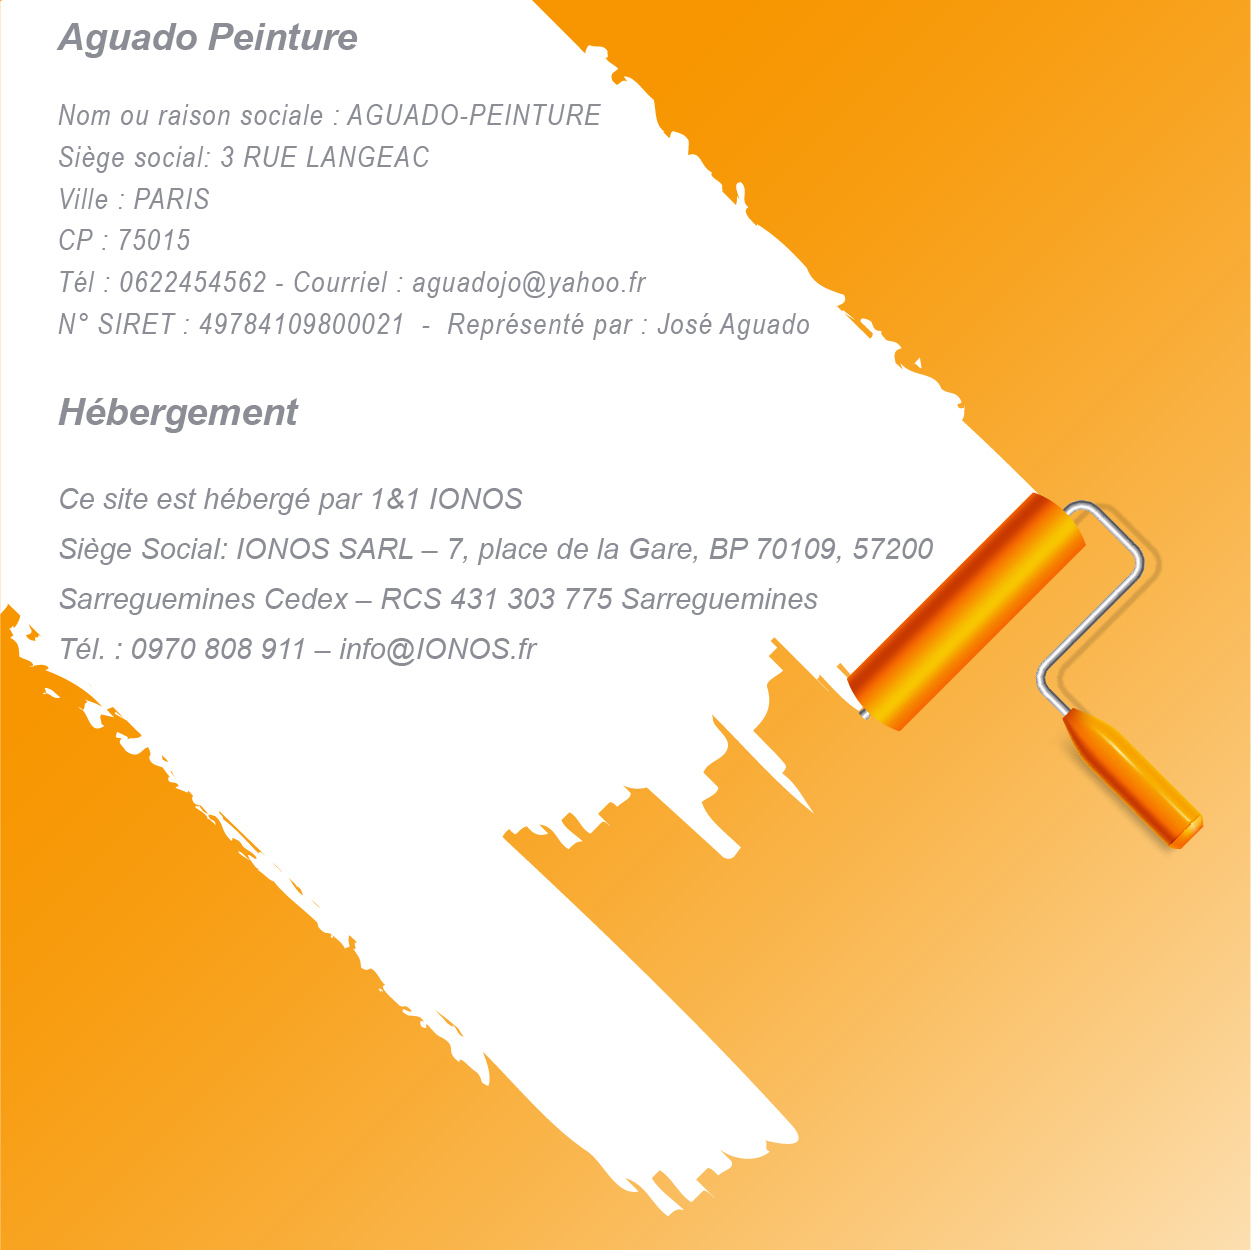 Aguado Peinture
Nom ou raison sociale : AGUADO-PEINTURE
Siège social: 3 RUE LANGEAC
Ville : PARIS
CP : 75015
Tél : 0622454562 - Courriel : aguadojo@yahoo.fr
N° SIRET : 49784109800021 - Représenté par : José Aguado
Hébergement
Ce site est hébergé par 1&1 IONOS
Siège Social: IONOS SARL – 7, place de la Gare, BP 70109, 57200
Sarreguemines Cedex – RCS 431 303 775 Sarreguemines
Tél. : 0970 808 911 – info@IONOS.fr